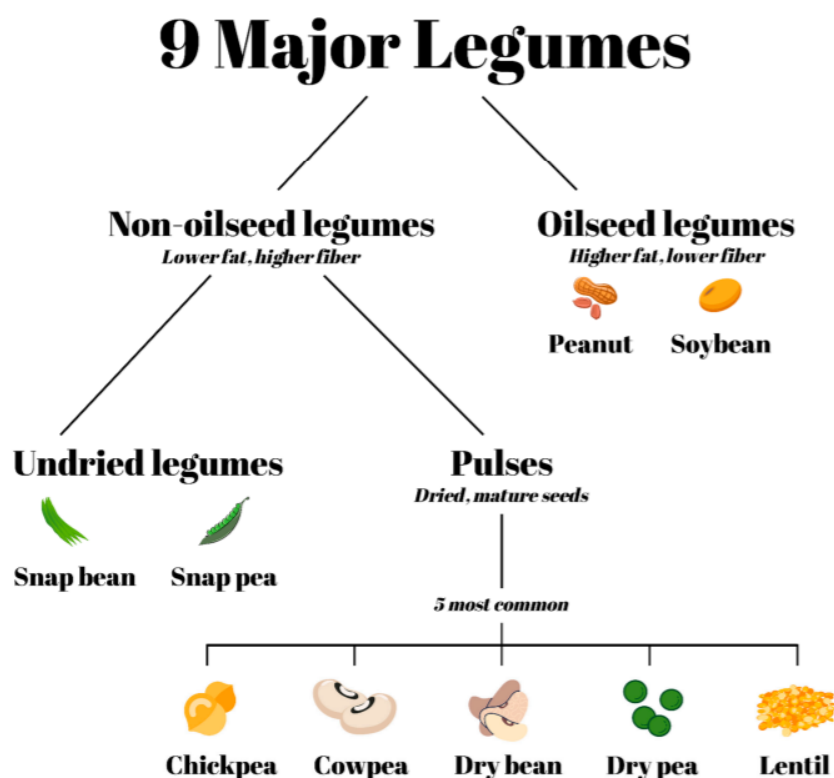 9 Major Legumes
Non-oilseed legumes
Lower fat, higher fiber
Oilseed legumes
Higher fat, lower fiber
Peanut
Soybean
Undried legumes
Snap bean
Snap pea
Pulses
Dried, mature seeds
5 most common
Chickpea
Cowpea
Dry bean
Dry pea
Lentil